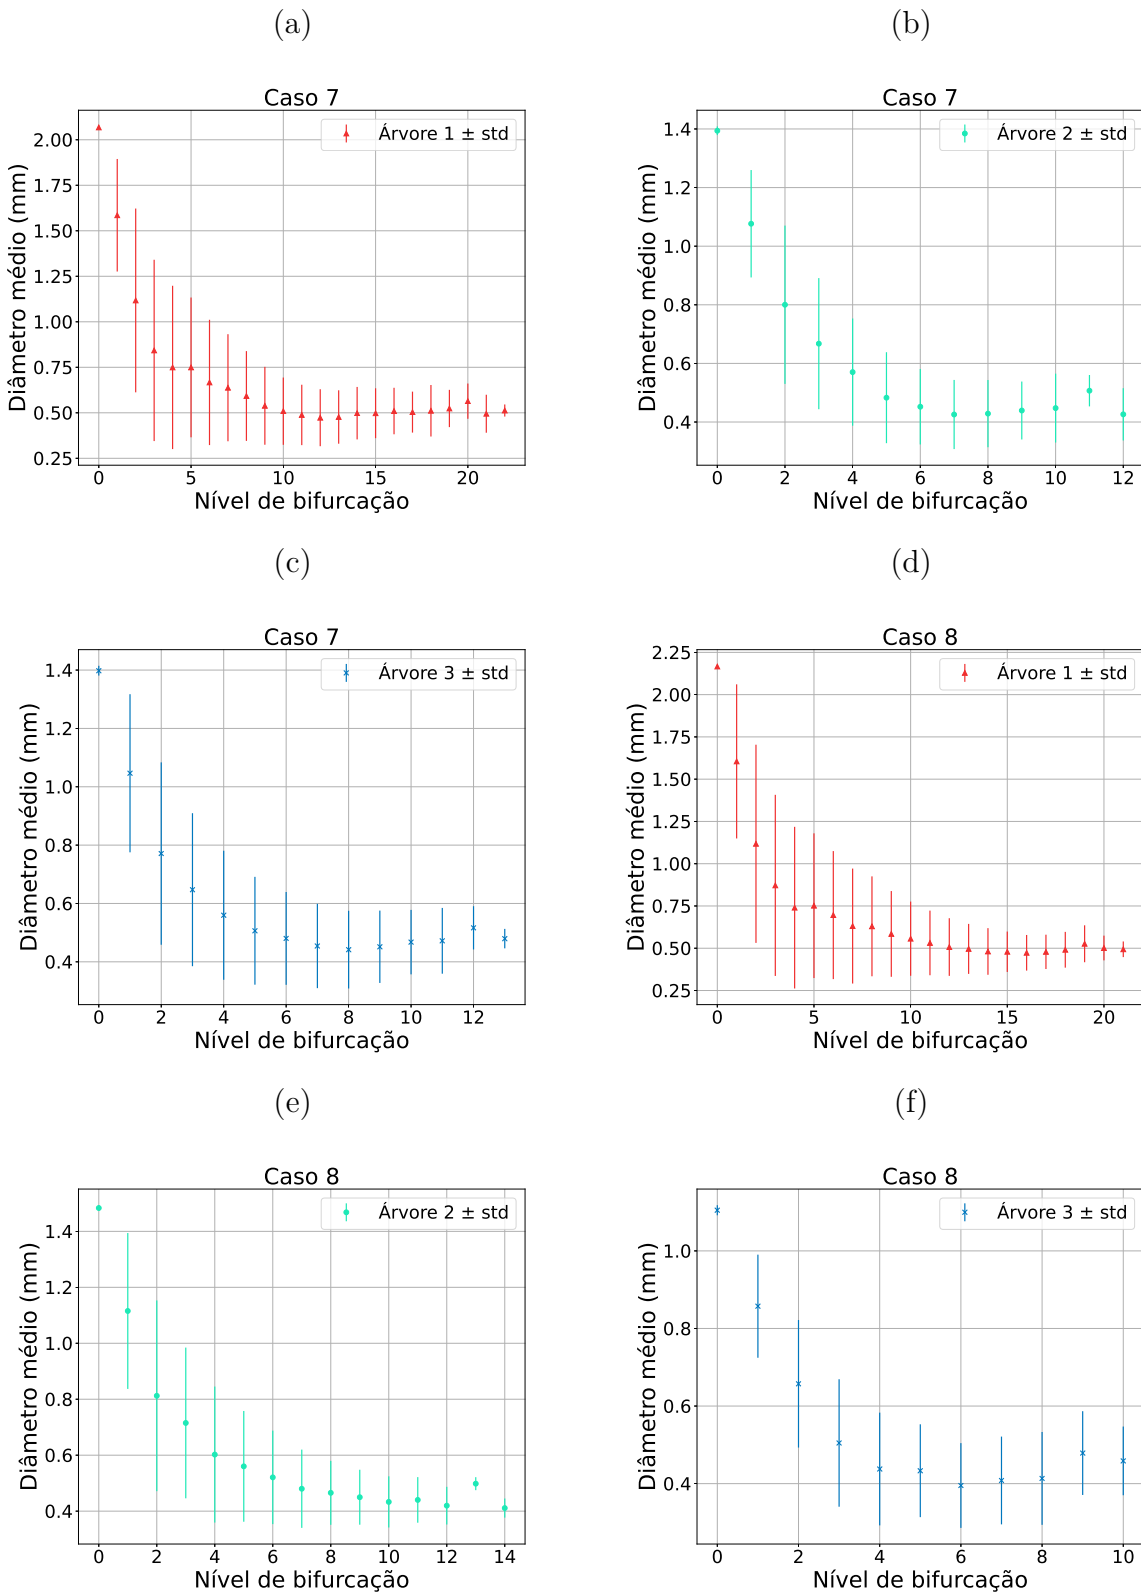 (a)
Caso 7
Árvore 1 ± std
Diâmetro médio (mm)
2.00
1.75
1.50
1.25
1.00
0.75
0.50
0.25
0 5 10 15 20
Nível de bifurcação
(b)
Caso 7
Árvore 2 ± std
Diâmetro médio (mm)
1.4
1.2
1.0
0.8
0.6
0.4
0 2 4 6 8 10 12
Nível de bifurcação
(c)
Caso 7
Árvore 3 ± std
Diâmetro médio (mm)
1.4
1.2
1.0
0.8
0.6
0.4
0 2 4 6 8 10 12
Nível de bifurcação
(d)
Caso 8
Árvore 1 ± std
Diâmetro médio (mm)
2.25
2.00
1.75
1.50
1.25
1.00
0.75
0.50
0.25
0 5 10 15 20
Nível de bifurcação
(e)
Caso 8
Árvore 2 ± std
Diâmetro médio (mm)
1.4
1.2
1.0
0.8
0.6
0.4
0 2 4 6 8 10 12 14
Nível de bifurcação
(f)
Caso 8
Árvore 3 ± std
Diâmetro médio (mm)
1.0
0.8
0.6
0.4
0 2 4 6 8 10
Nível de bifurcação